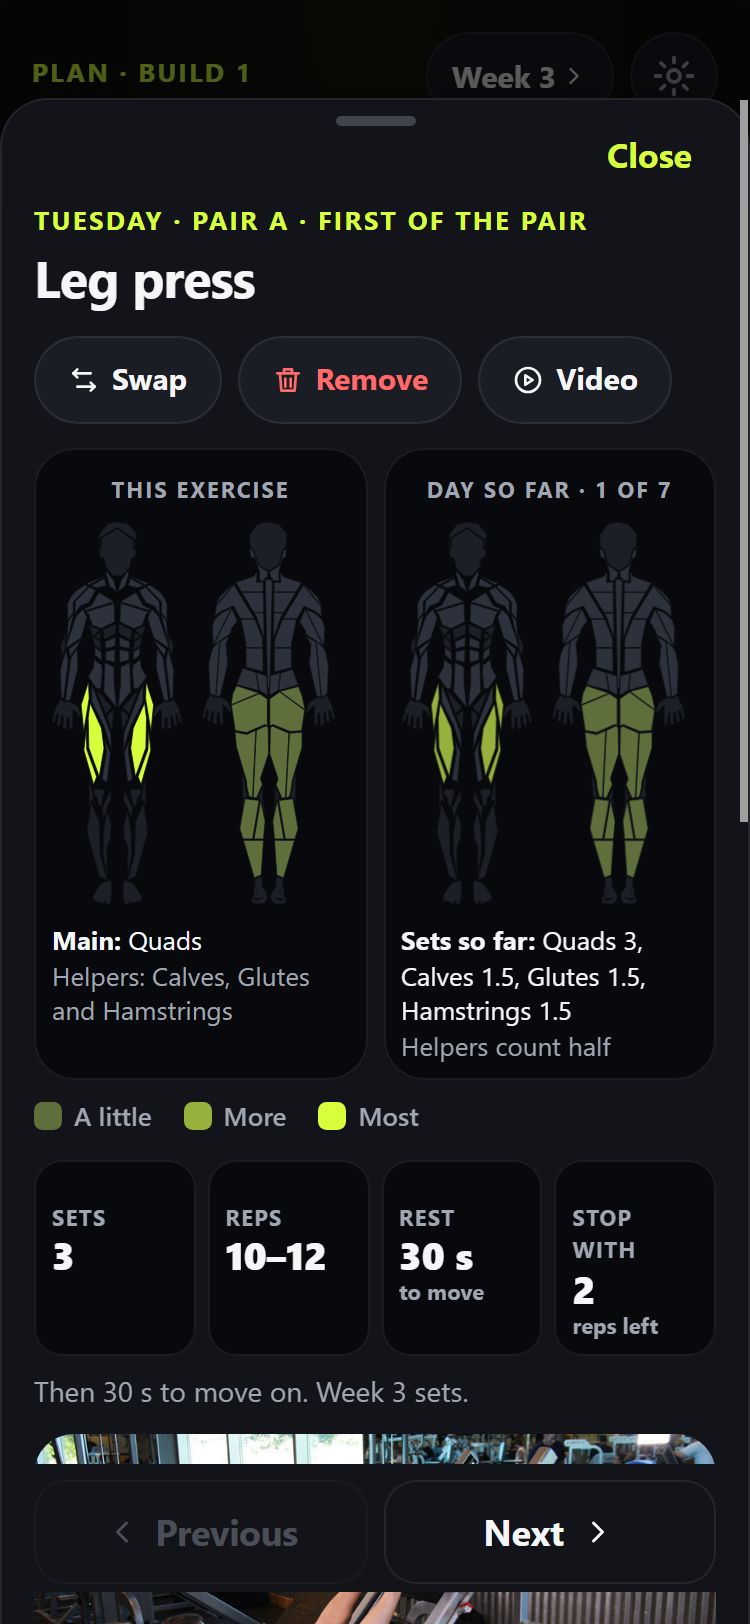 PLAN · BUILD 1
Week 3
Close
TUESDAY · PAIR A · FIRST OF THE PAIR
Leg press
Swap
Remove
Video
THIS EXERCISE
Main: Quads
Helpers: Calves, Glutes
and Hamstrings
DAY SO FAR · 1 OF 7
Sets so far: Quads 3,
Calves 1.5, Glutes 1.5,
Hamstrings 1.5
Helpers count half
A little
More
Most
SETS
3
REPS
10–12
REST
30 s
to move
STOP
WITH
2
reps left
Then 30 s to move on. Week 3 sets.
Previous
Next